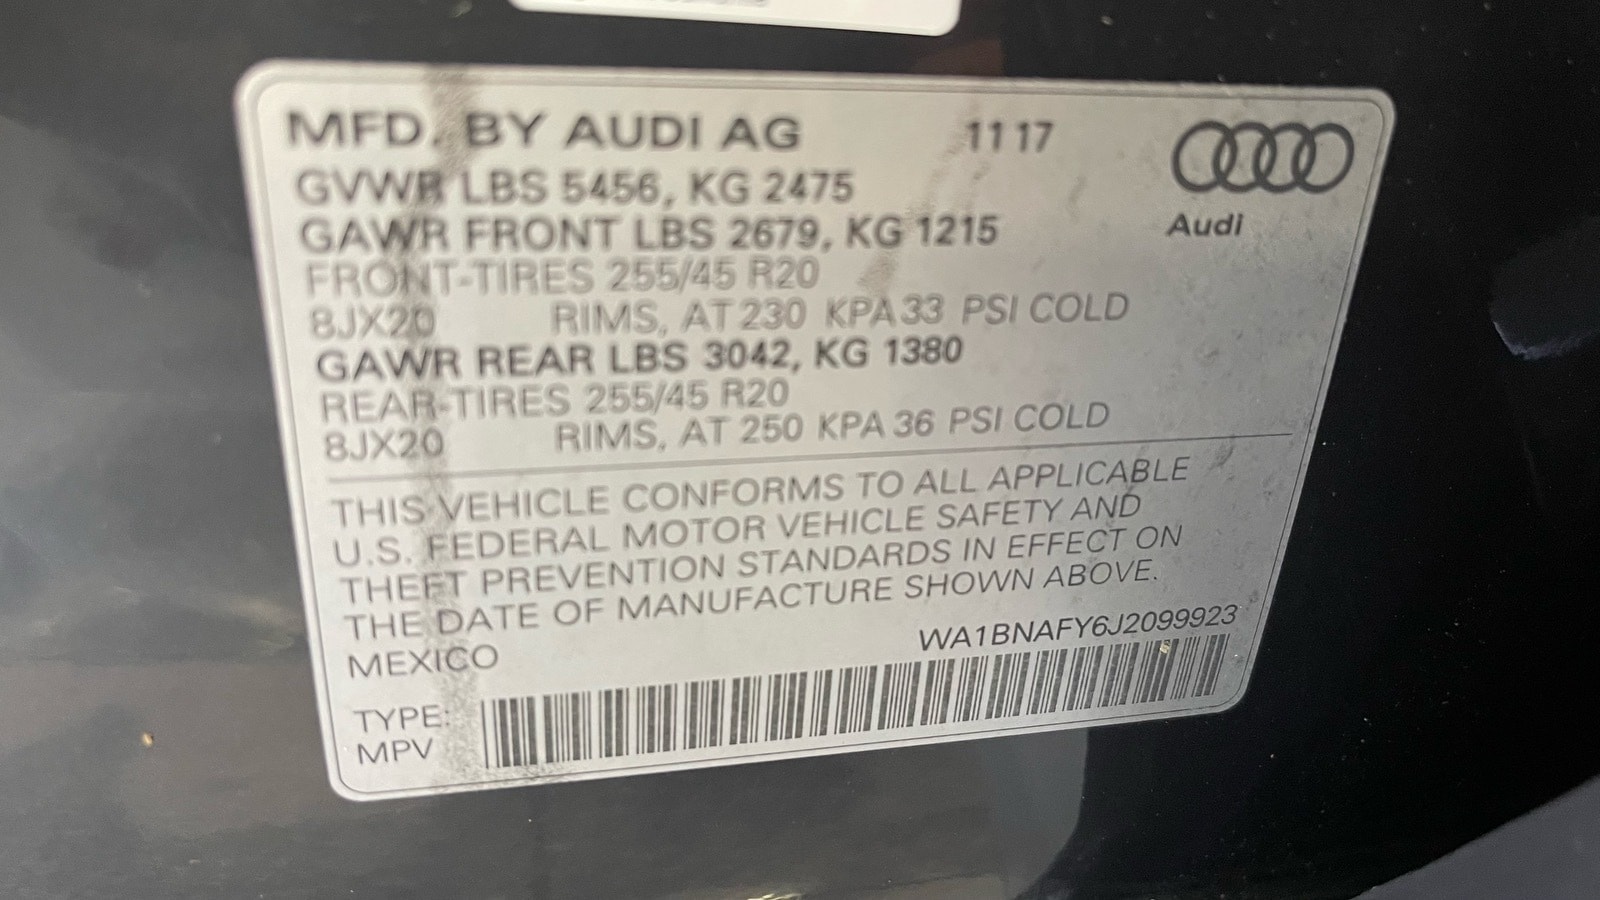 MFD. BY AUDI AG 11 17
GVWR LBS 5456, KG 2475
GAWR FRONT LBS 2679, KG 1215
Audi
FRONT-TIRES 255/45 R20
8JX20 RIMS, AT 230 KPA 33 PSI COLD
GAWR REAR LBS 3042, KG 1380
REAR-TIRES 255/45 R20
8JX20 RIMS, AT 250 KPA 36 PSI COLD
THIS VEHICLE CONFORMS TO ALL APPLICABLE
U.S. FEDERAL MOTOR VEHICLE SAFETY AND
THEFT PREVENTION STANDARDS IN EFFECT ON
THE DATE OF MANUFACTURE SHOWN ABOVE.
MEXICO WA1BNAFY6J2099923
TYPE:
MPV